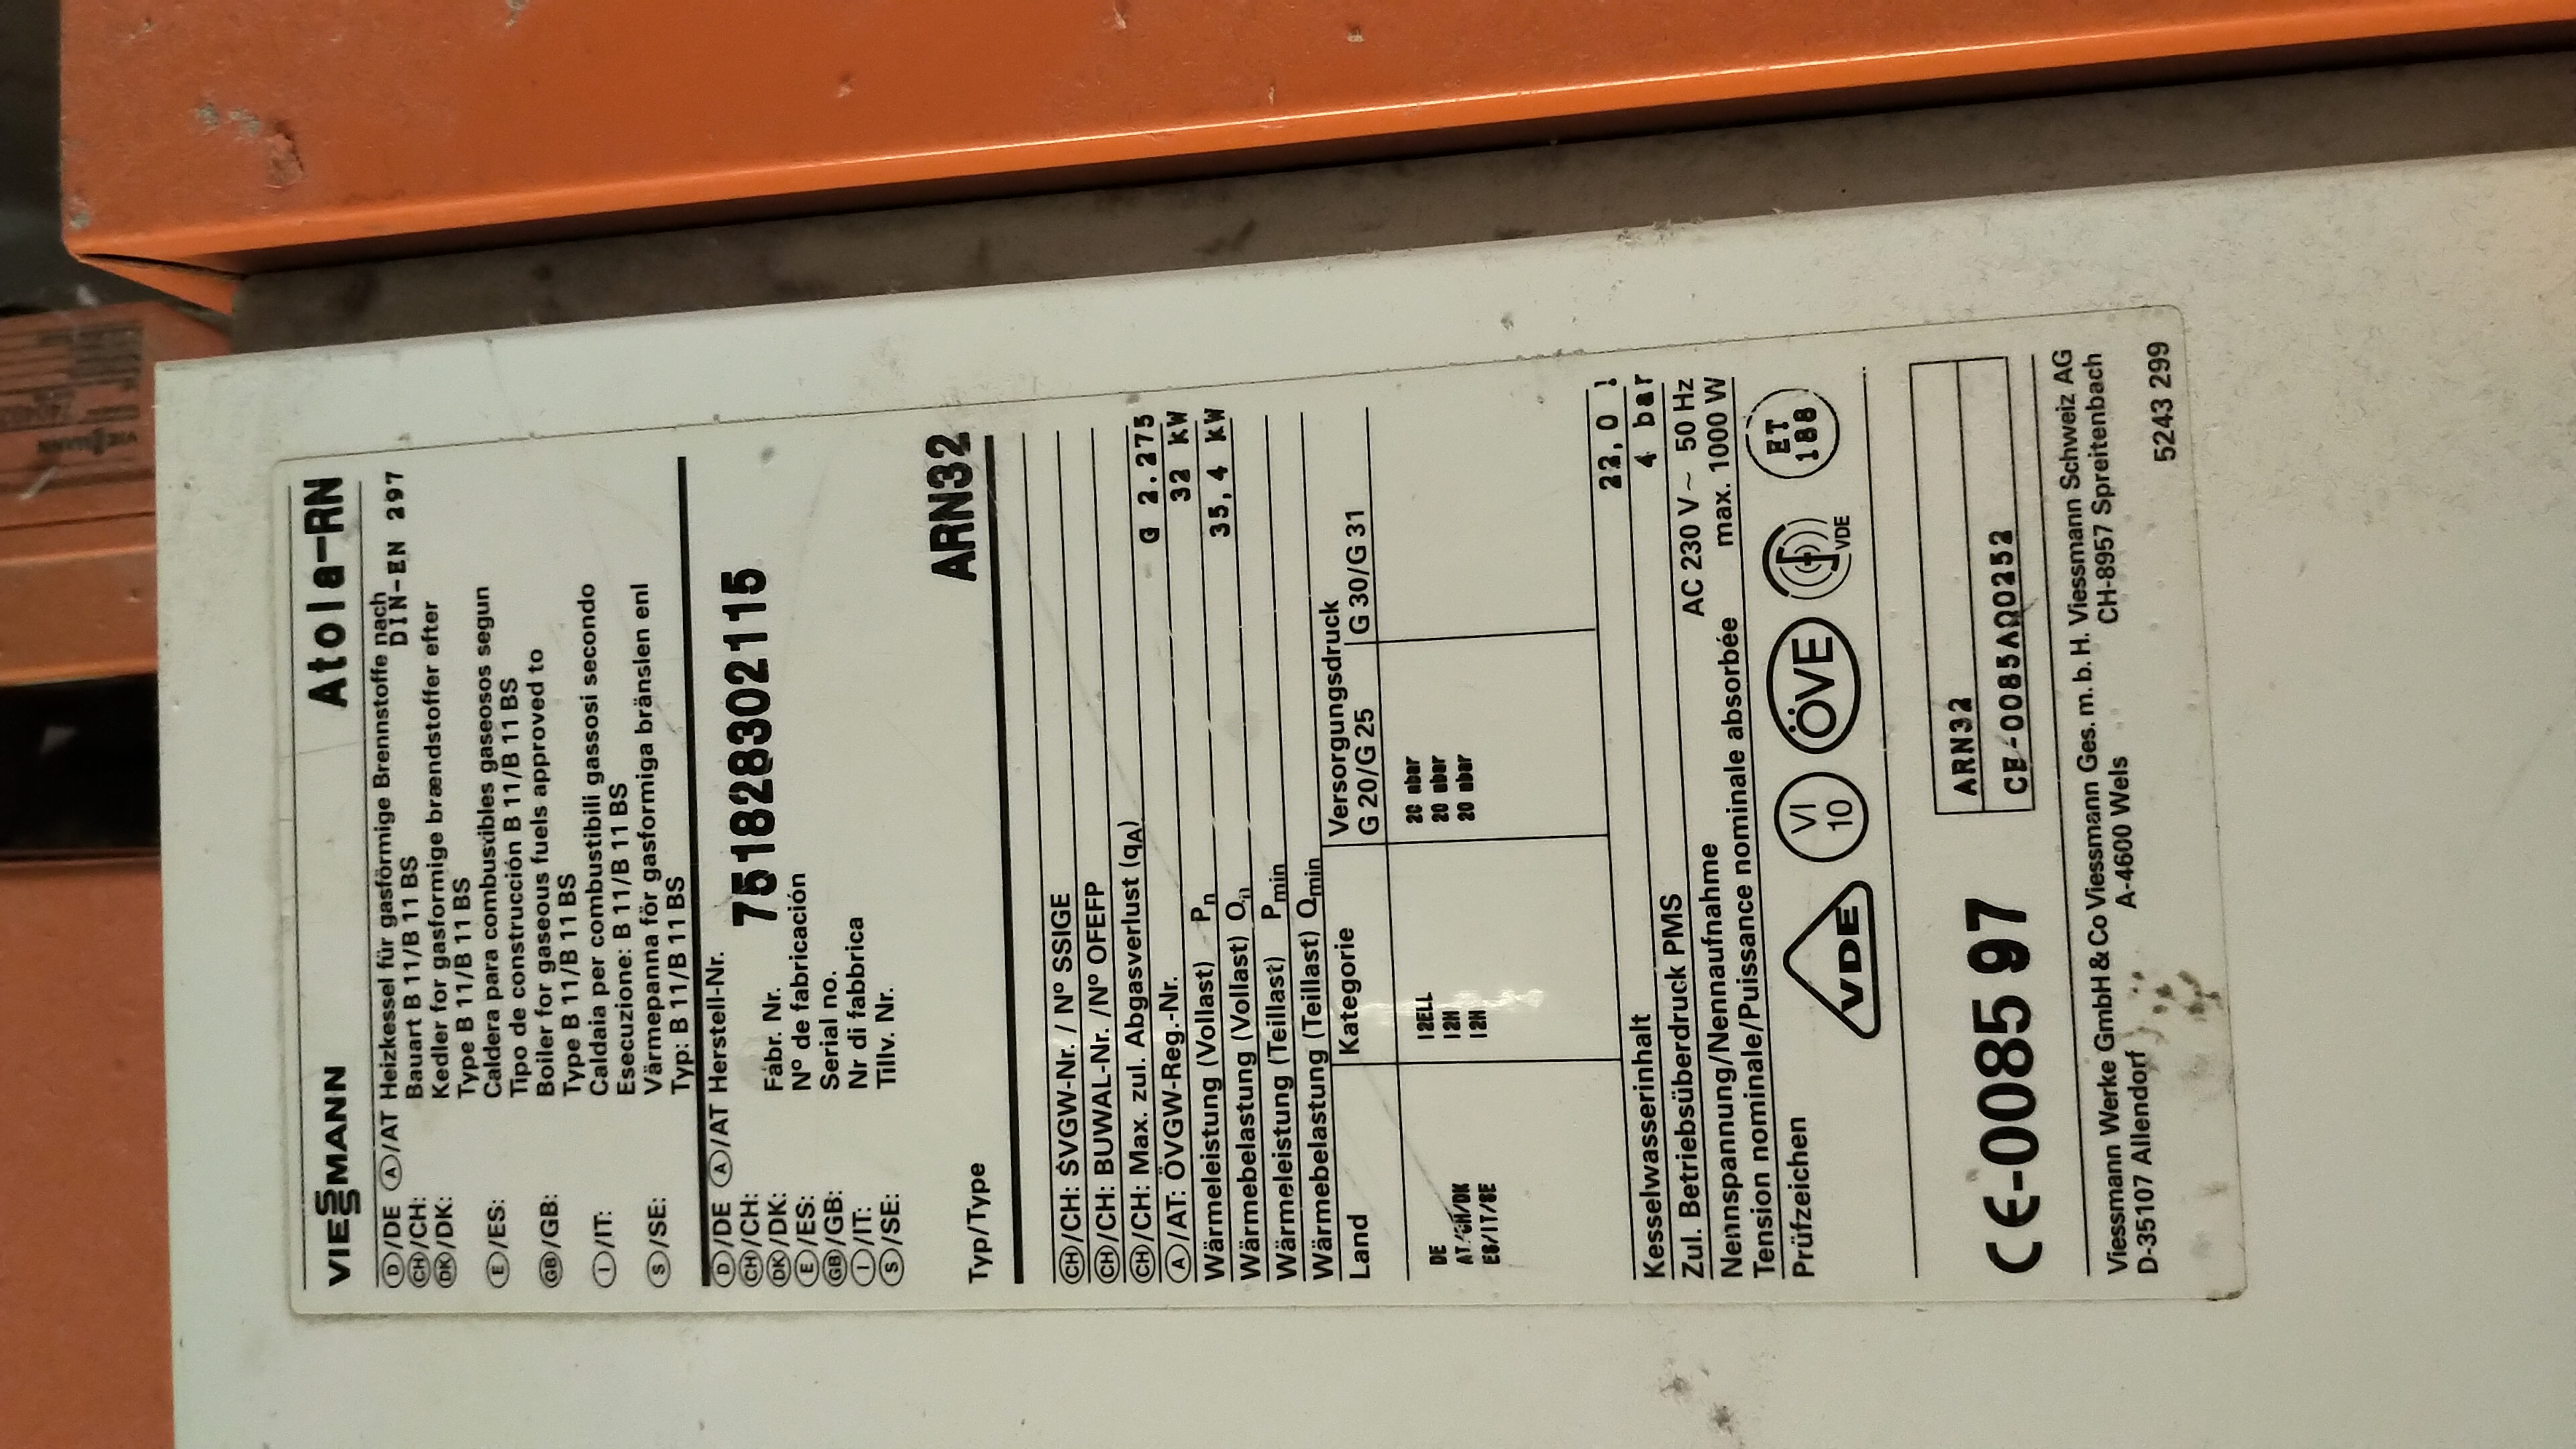 VIESSMANN Atola-RN
D/DE A/AT Heizkessel für gasförmige Brennstoffe nach
CH/CH: Bauart B 11/B 11 BS DIN-EN 297
DK/DK: Kedler for gasformige brændstoffer efter
Type B 11/B 11 BS
E/ES: Caldera para combustibles gaseosos segun
Tipo de construcción B 11/B 11 BS
GB/GB: Boiler for gaseous fuels approved to
Type B 11/B 11 BS
I/IT: Caldaia per combustibili gassosi secondo
Esecuzione: B 11/B 11 BS
S/SE: Värmepanna för gasformiga bränslen enl
Typ: B 11/B 11 BS
D/DE A/AT Herstell-Nr.
7518283302115
CH/CH:
DK/DK: Fabr. Nr.
E/ES: Nº de fabricación
GB/GB: Serial no.
I/IT: Nr di fabbrica
S/SE: Tillv. Nr.
Typ/Type ARN32
CH/CH: SVGW-Nr. / Nº SSIGE
CH/CH: BUWAL-Nr. /Nº OFEFP
CH/CH: Max. zul. Abgasverlust (qA)
A/AT: ÖVGW-Reg.-Nr. G 2.275
Wärmeleistung (Vollast) Pn 32 kW
Wärmebelastung (Vollast) Qn 35,4 kW
Wärmeleistung (Teillast) Pmin
Wärmebelastung (Teillast) Qmin
Land Kategorie Versorgungsdruck
G 20/G 25 G 30/G 31
DE I2ELL 20 mbar
AT/CH/DK I2H 20 mbar
ES/IT/SE I2H 20 mbar
Kesselwasserinhalt 22,0 l
Zul. Betriebsüberdruck PMS 4 bar
Nennspannung/Nennaufnahme AC 230 V ~ 50 Hz
Tension nominale/Puissance nominale absorbée max. 1000 W
Prüfzeichen
VDE
VI
10
ÖVE
VDE
ET
188
CE-0085 97
ARN32
CE-0085AQ0252
Viessmann Werke GmbH & Co Viessmann Ges. m. b. H. Viessmann Schweiz AG
D-35107 Allendorf A-4600 Wels CH-8957 Spreitenbach
5243 299